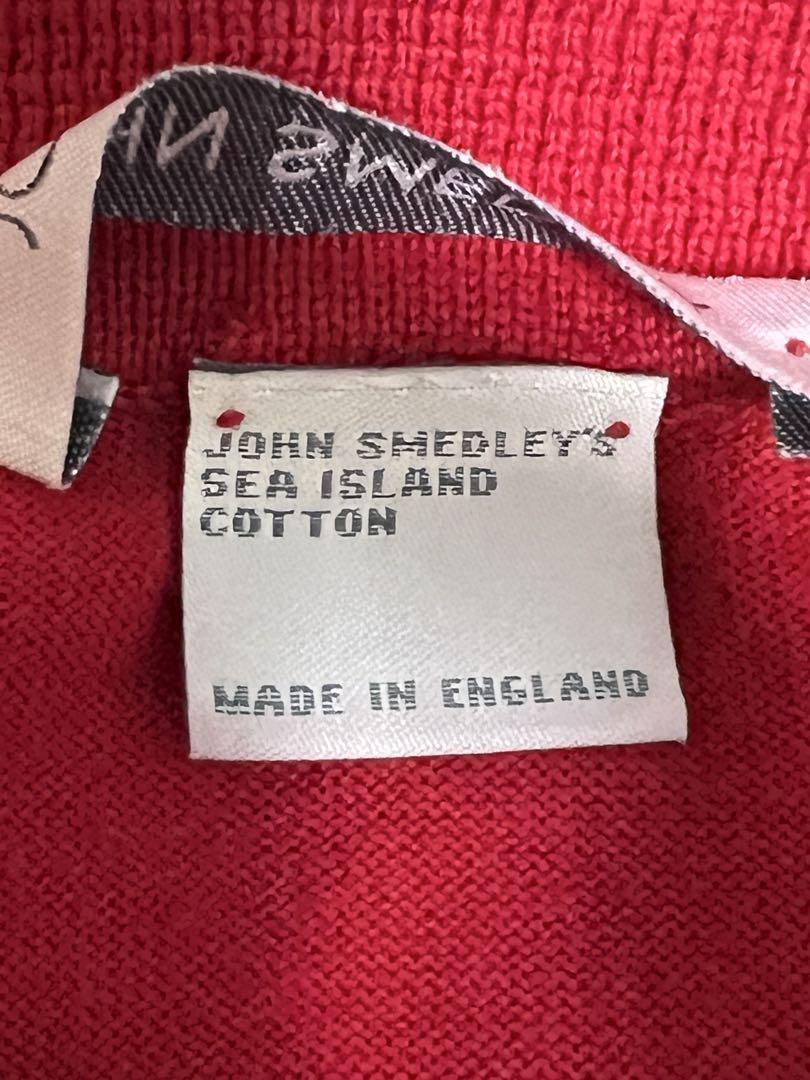 JOHN SMEDLEY'S
SEA ISLAND
COTTON
MADE IN ENGLAND